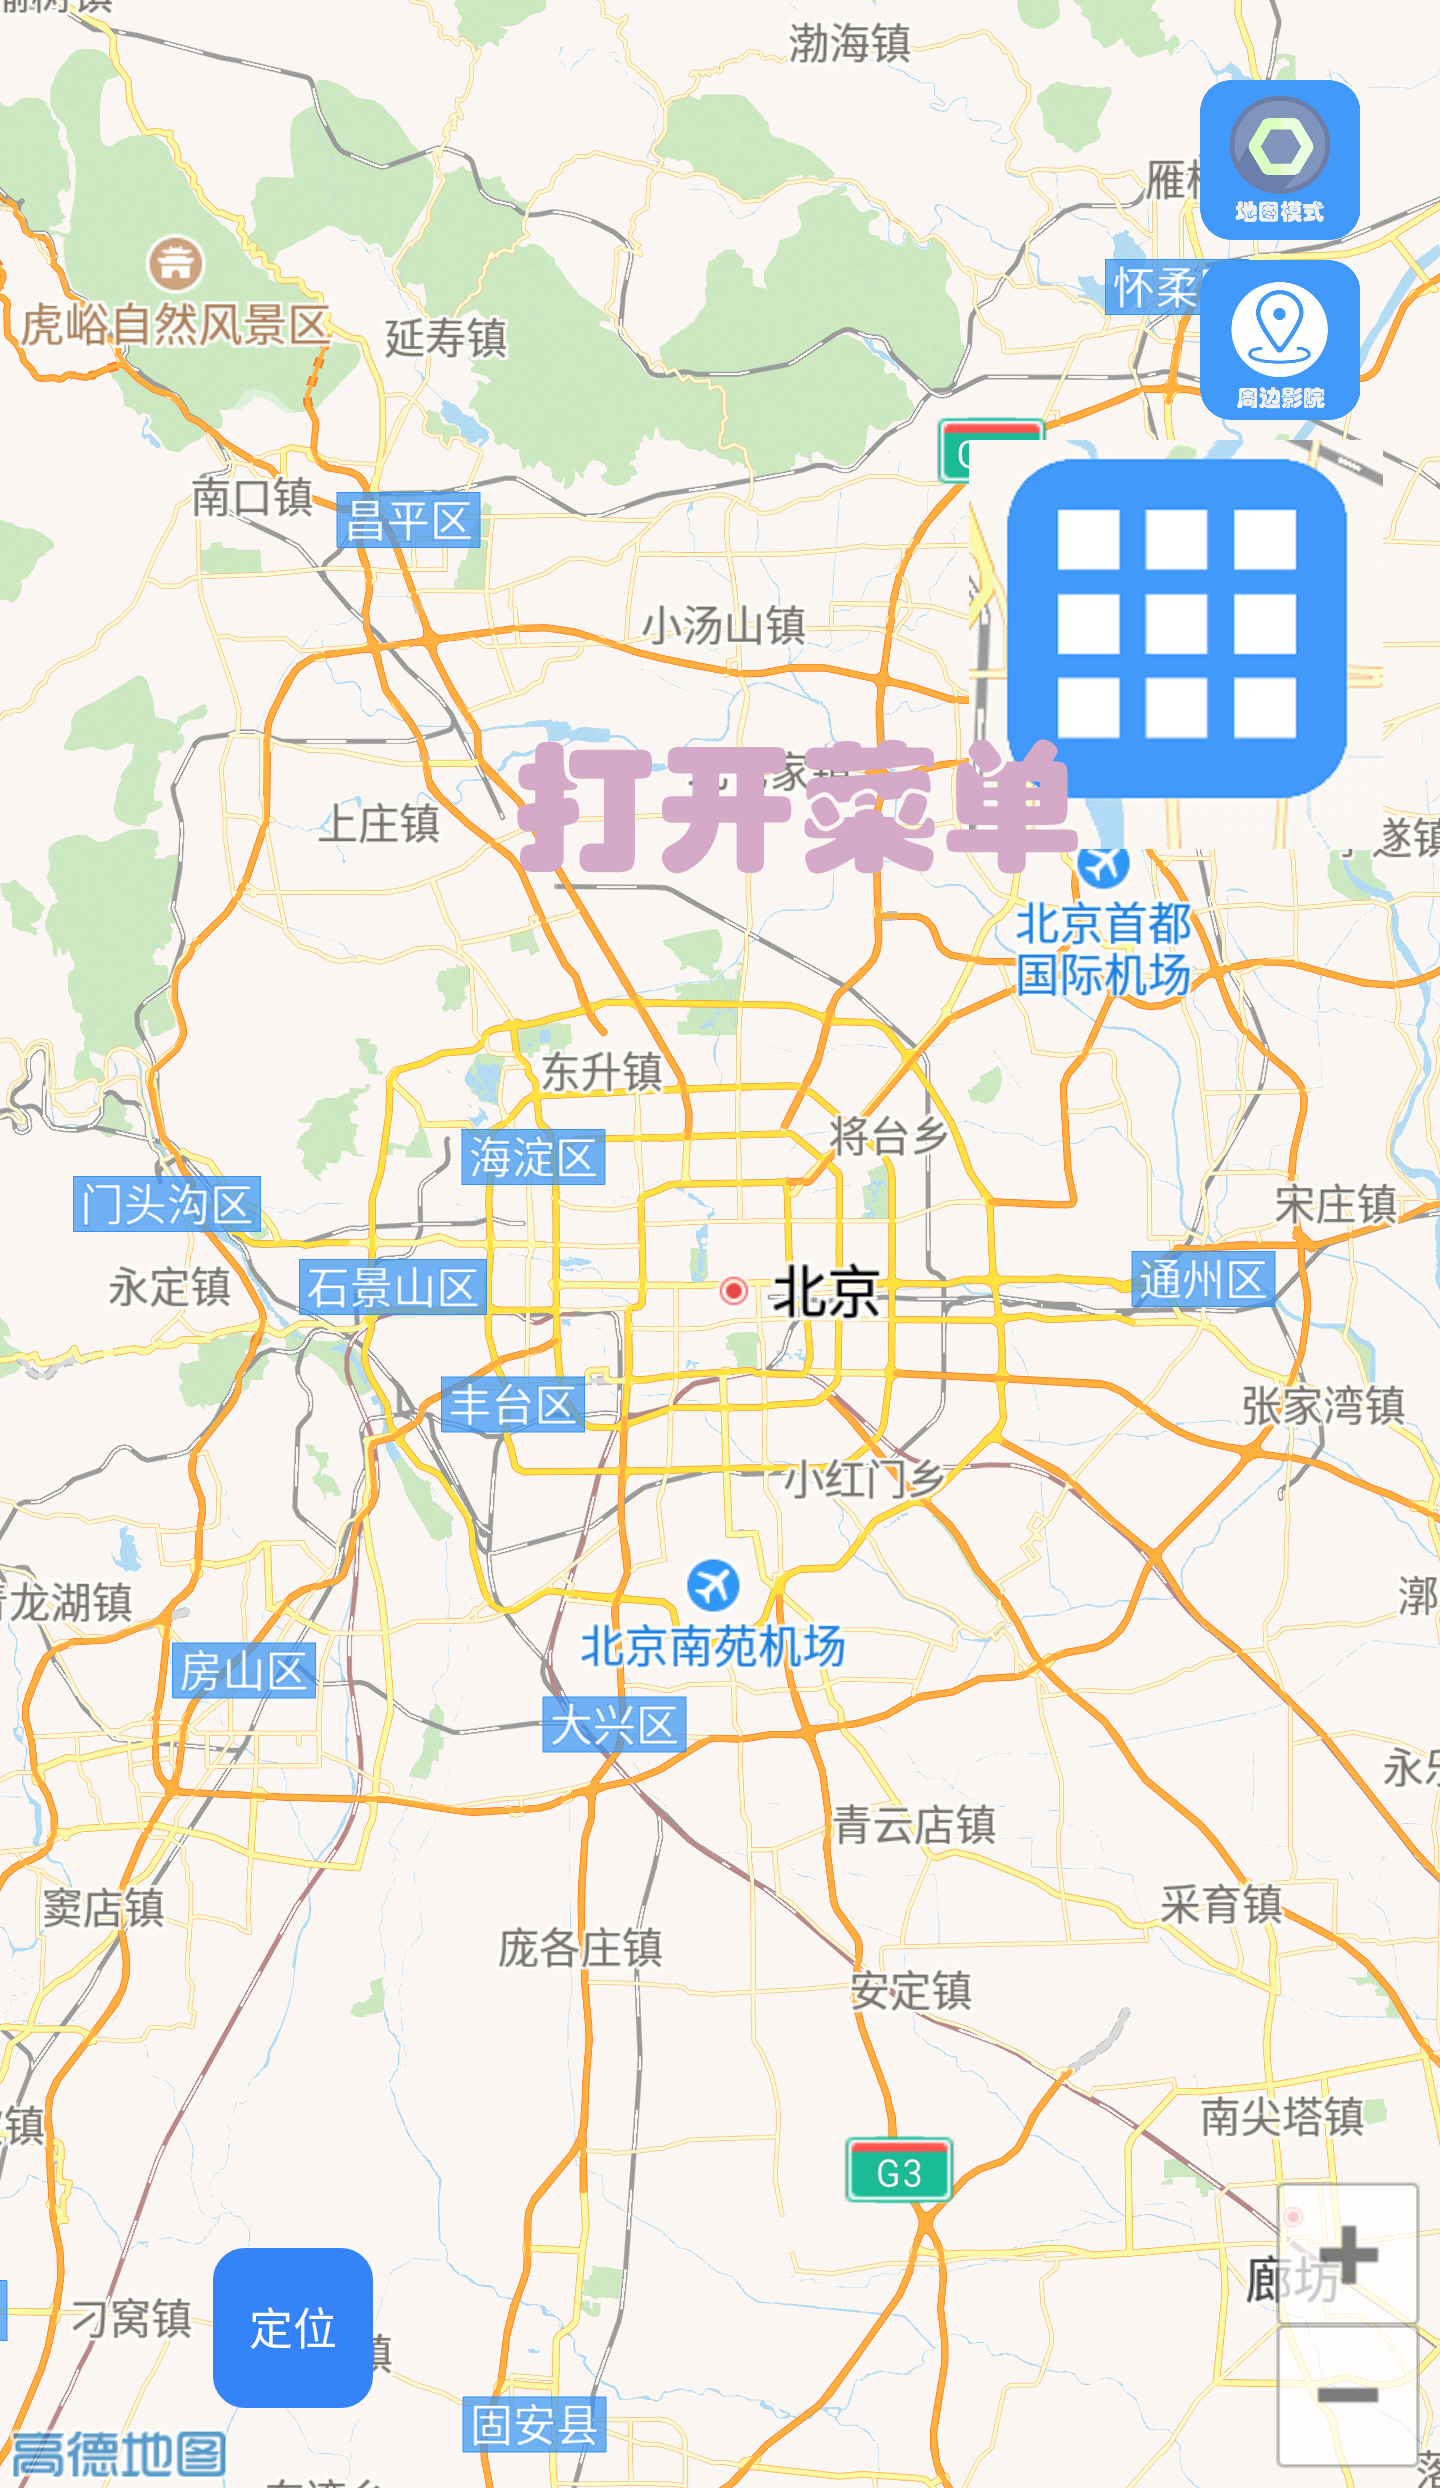 渤海镇
雁
地图模式
怀柔
虎峪自然风景区
延寿镇
周边影院
南口镇
昌平区
小汤山镇
打开菜单
上庄镇
北京首都
国际机场
东升镇
将台乡
海淀区
门头沟区
宋庄镇
永定镇
石景山区
北京
通州区
丰台区
张家湾镇
小红门乡
青龙湖镇
漷
北京南苑机场
房山区
大兴区
永乐
青云店镇
窦店镇
采育镇
庞各庄镇
安定镇
南尖塔镇
镇
G3
廊坊
刁窝镇
定位
镇
固安县
高德地图